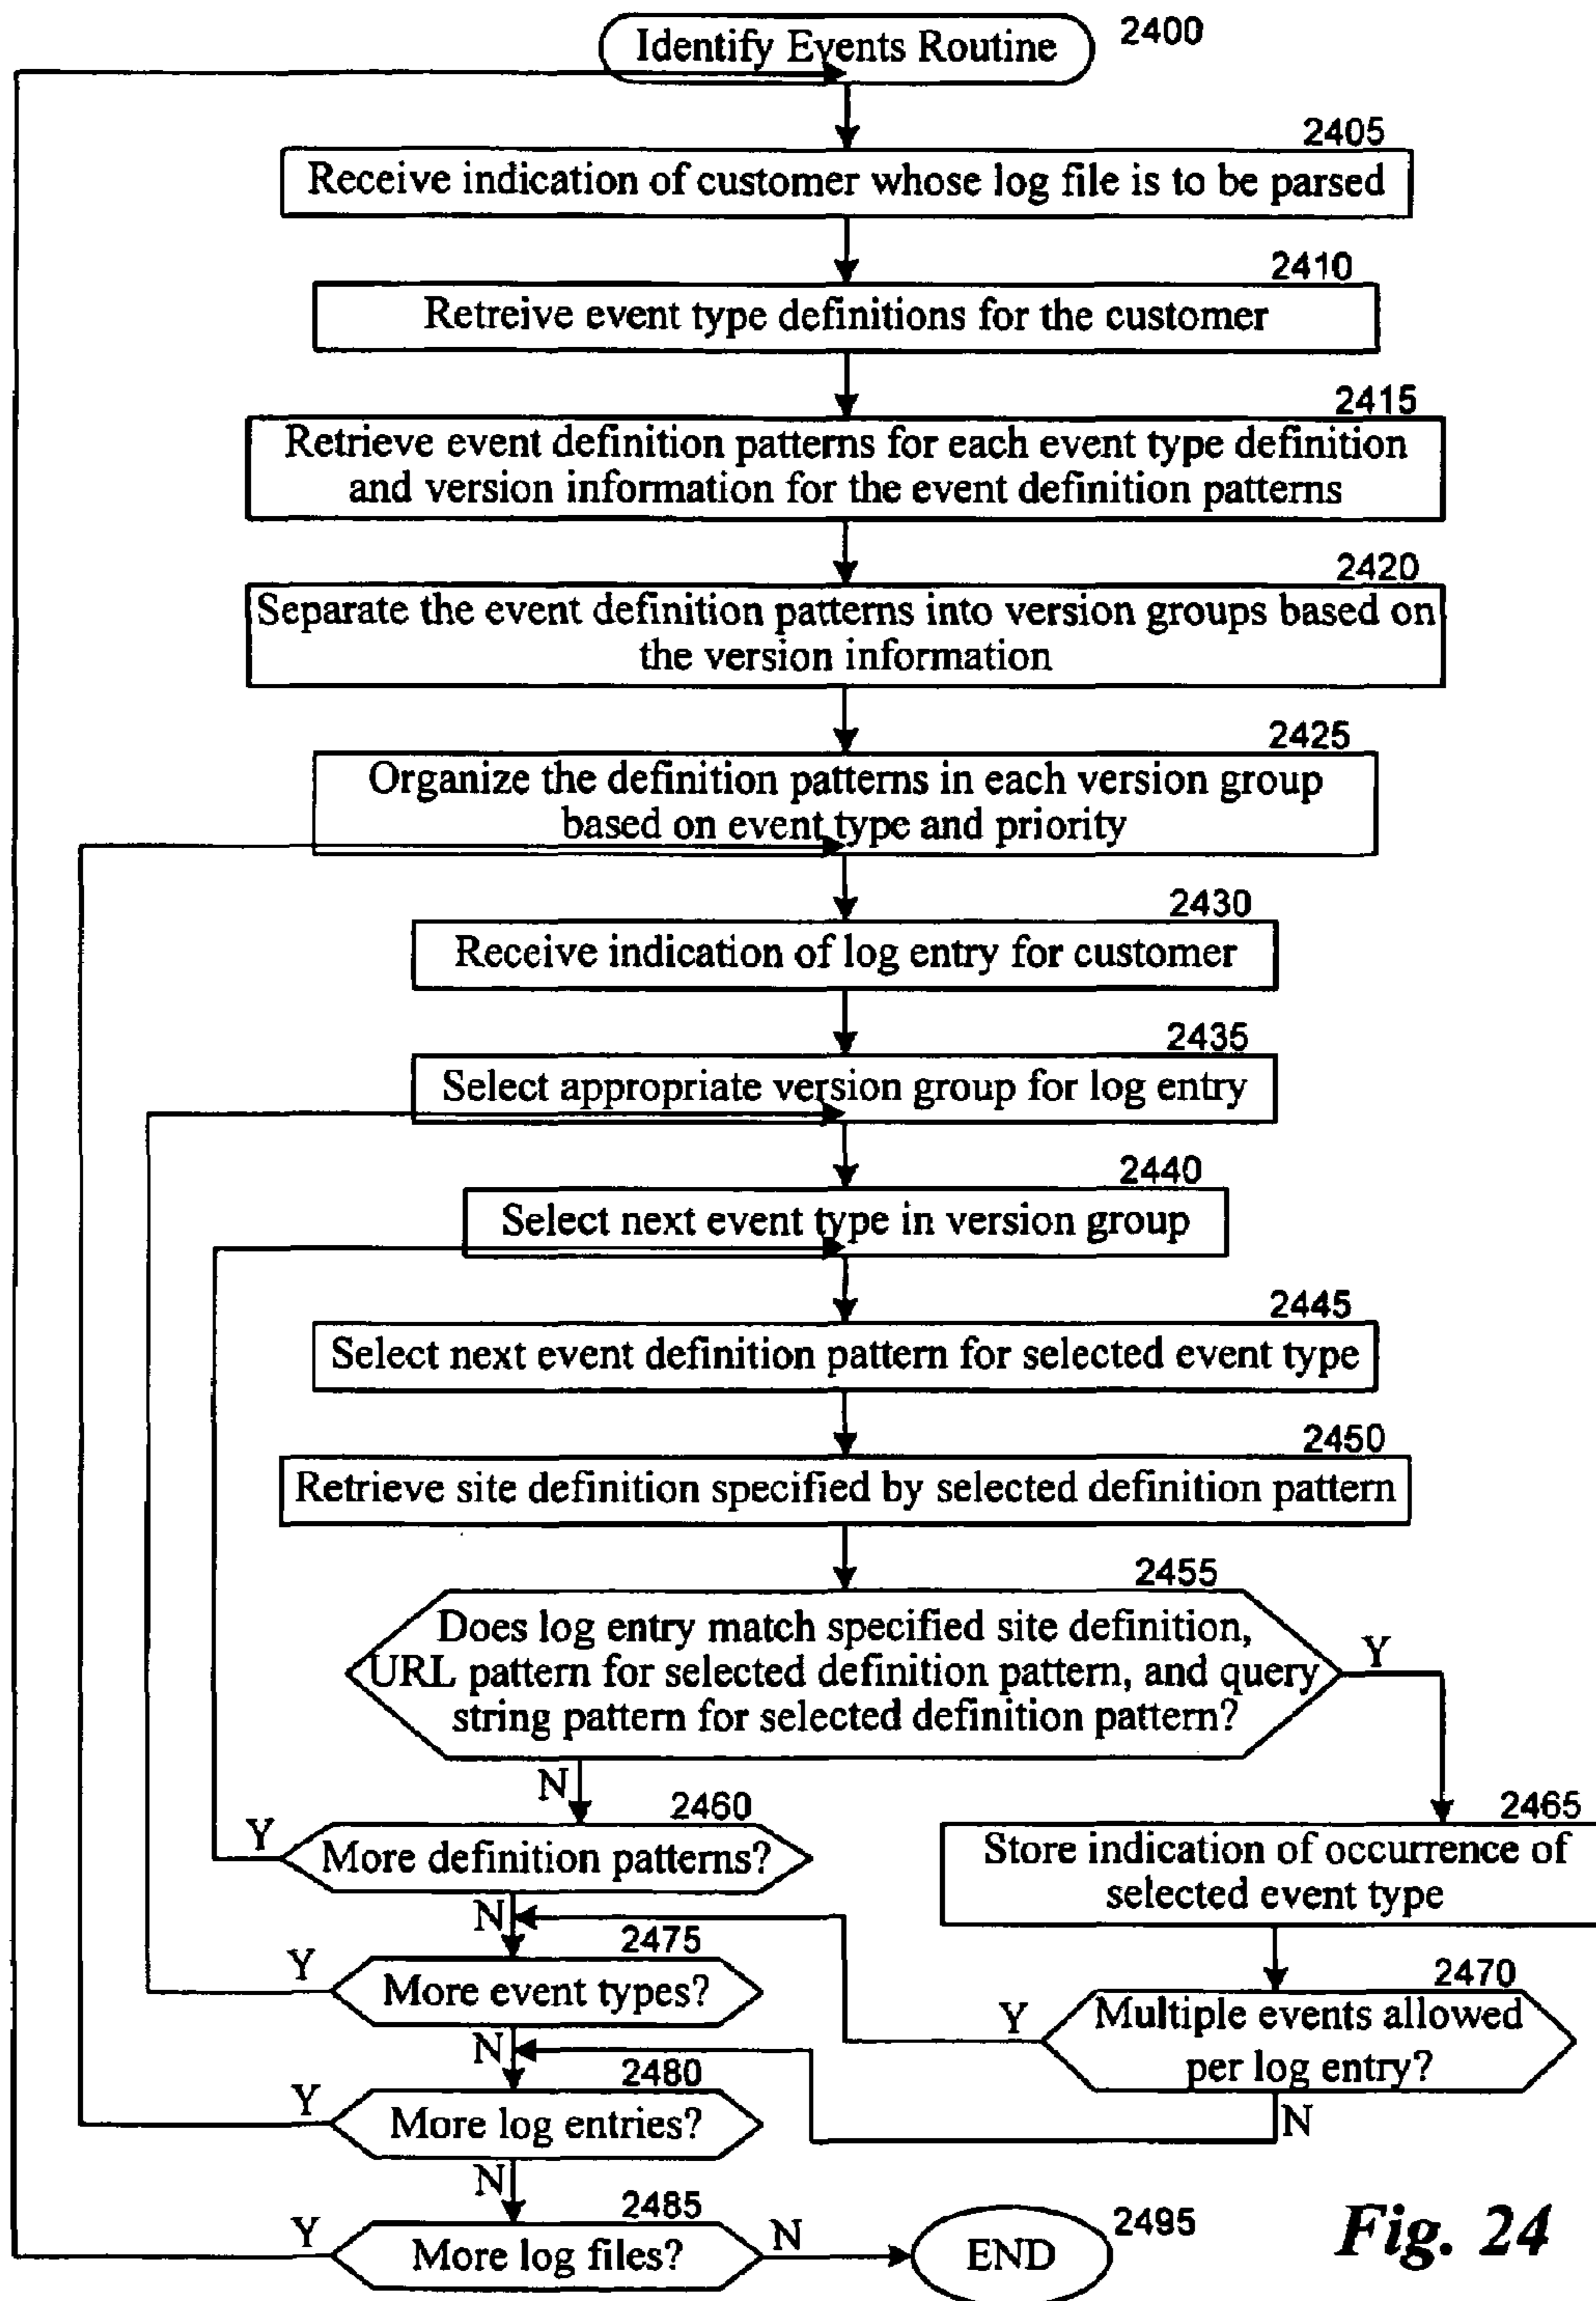 Identify Events Routine
2400
2405
Receive indication of customer whose log file is to be parsed
2410
Retreive event type definitions for the customer
2415
Retrieve event definition patterns for each event type definition
and version information for the event definition patterns
2420
Separate the event definition patterns into version groups based on
the version information
2425
Organize the definition patterns in each version group
based on event type and priority
2430
Receive indication of log entry for customer
2435
Select appropriate version group for log entry
2440
Select next event type in version group
2445
Select next event definition pattern for selected event type
2450
Retrieve site definition specified by selected definition pattern
2455
Does log entry match specified site definition,
URL pattern for selected definition pattern, and query
string pattern for selected definition pattern?
Y
N
2460
Y
More definition patterns?
2465
Store indication of occurrence of
selected event type
N
2475
Y
More event types?
2470
Y
Multiple events allowed
per log entry?
N
N
2480
Y
More log entries?
N
2485
Y
More log files?
N
END
2495
Fig. 24